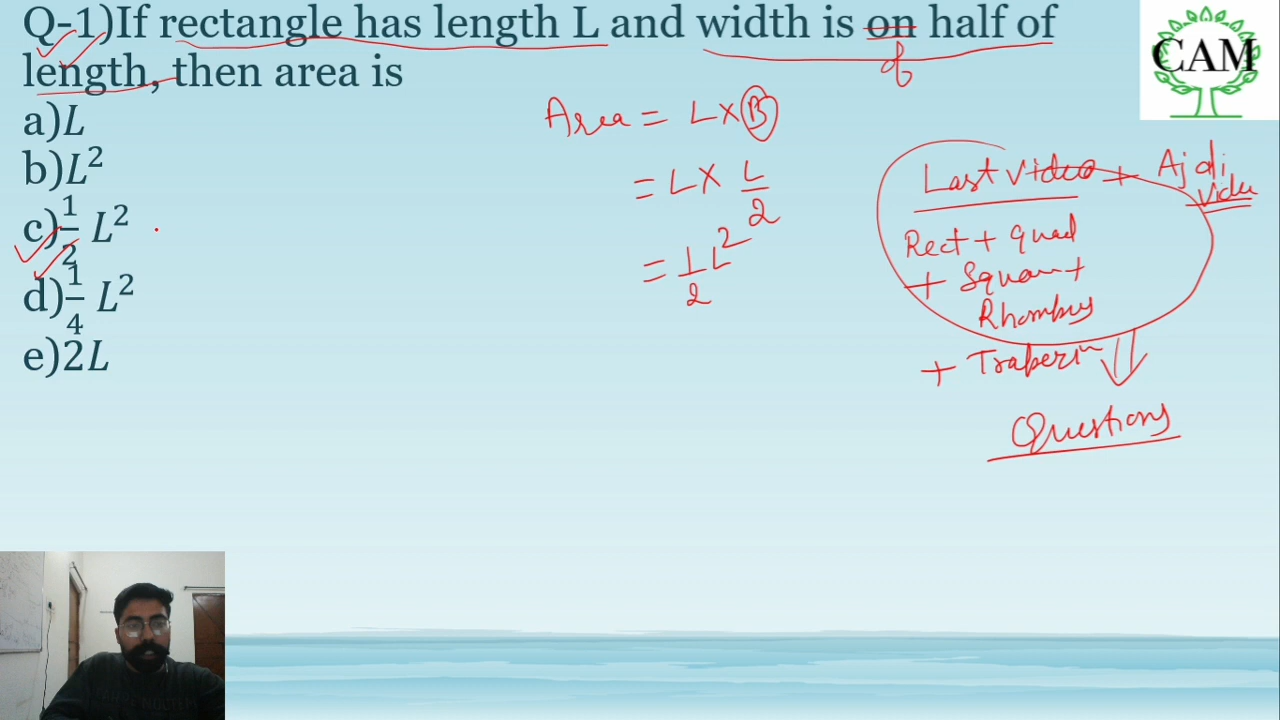 Q-1)If rectangle has length L and width is on half of
of
length, then area is
a)L
b)L²
c)1/2 L²
d)1/4 L²
e)2L
Area = L×B
= L× L/2
= 1/2 L²
CAM
Last video + Aj di
Video
Rect + quad
+ Square +
Rhombus
+
Questions